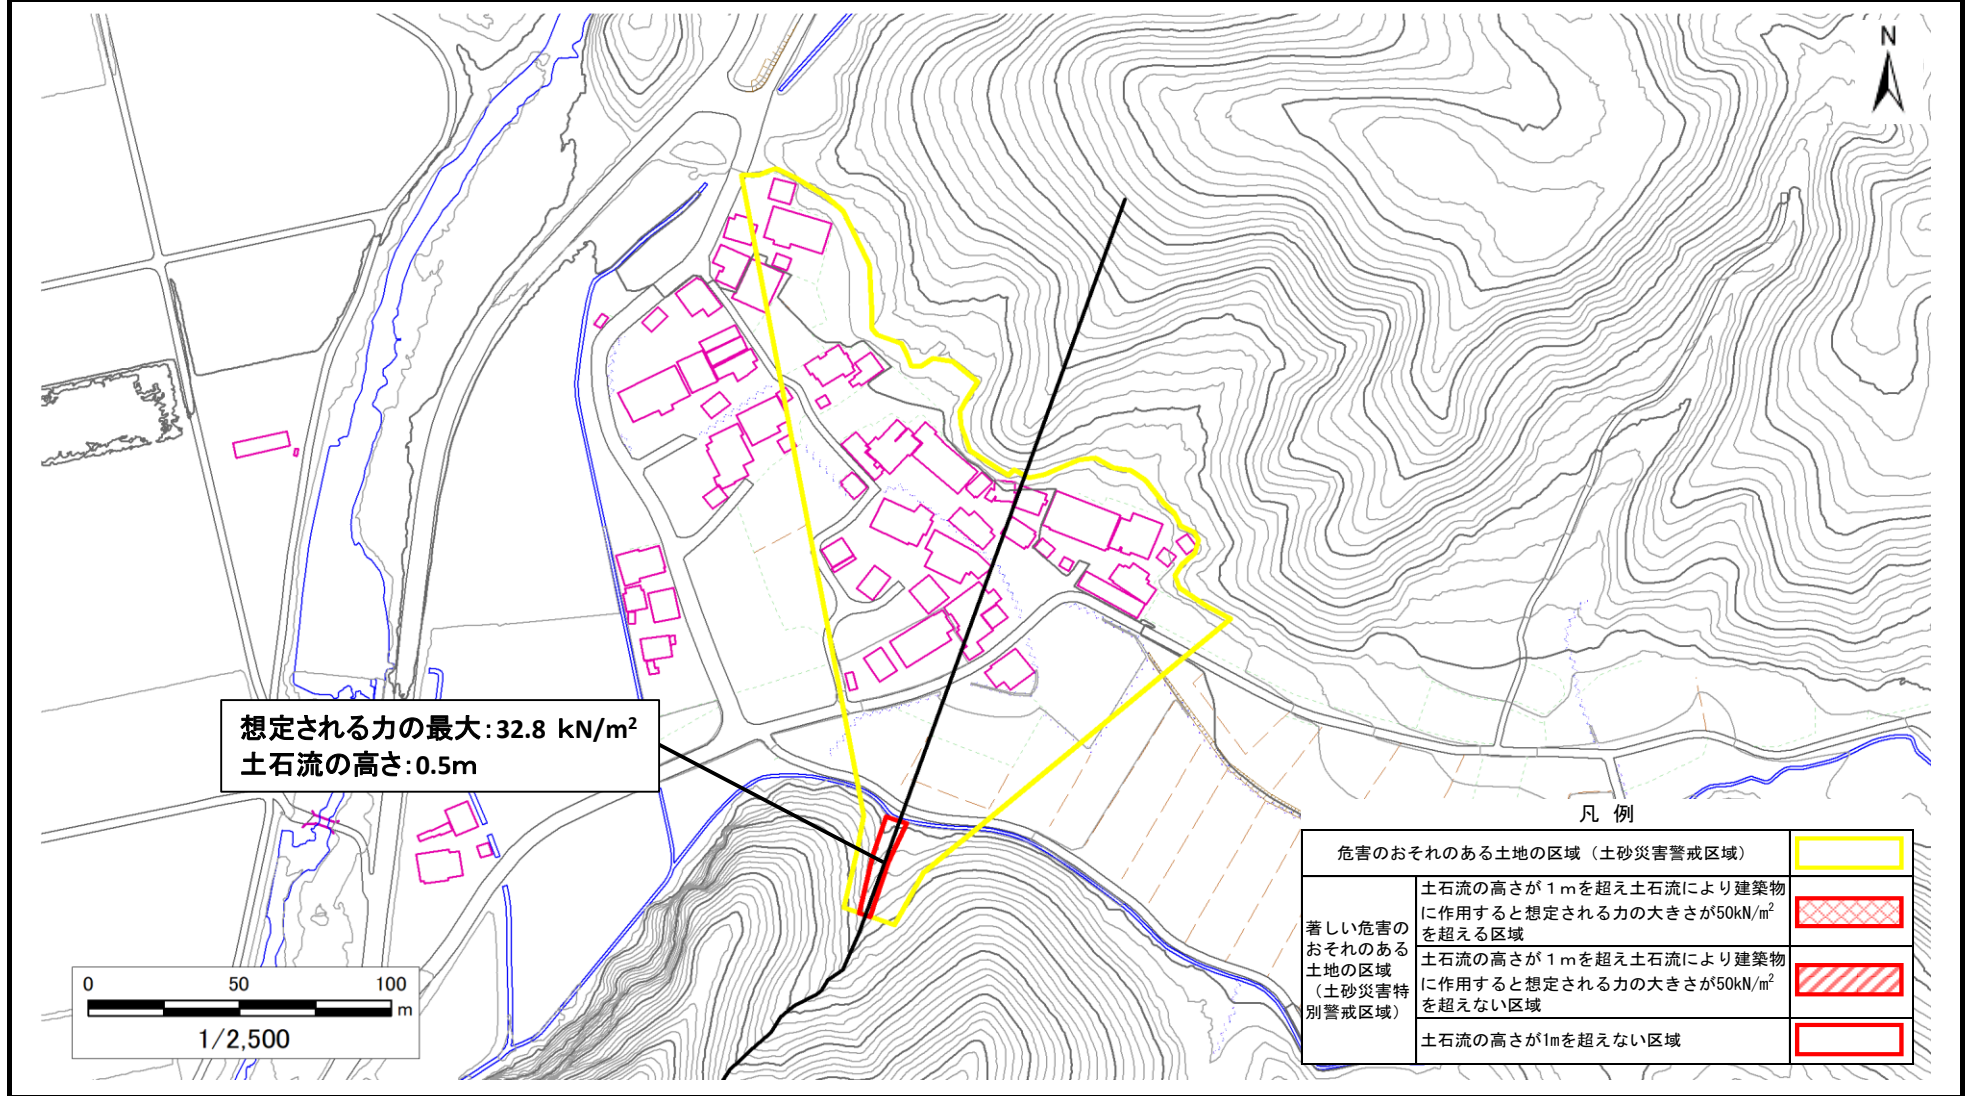 N
想定される力の最大：32.8 kN/m²
土石流の高さ：0.5m
凡 例
危害のおそれのある土地の区域（土砂災害警戒区域）
著しい危害の
おそれのある
土地の区域
（土砂災害特
別警戒区域）
土石流の高さが１ｍを超え土石流により建築物
に作用すると想定される力の大きさが50kN/m²
を超える区域
土石流の高さが１ｍを超え土石流により建築物
に作用すると想定される力の大きさが50kN/m²
を超えない区域
土石流の高さが1mを超えない区域
0 50 100
m
1/2,500